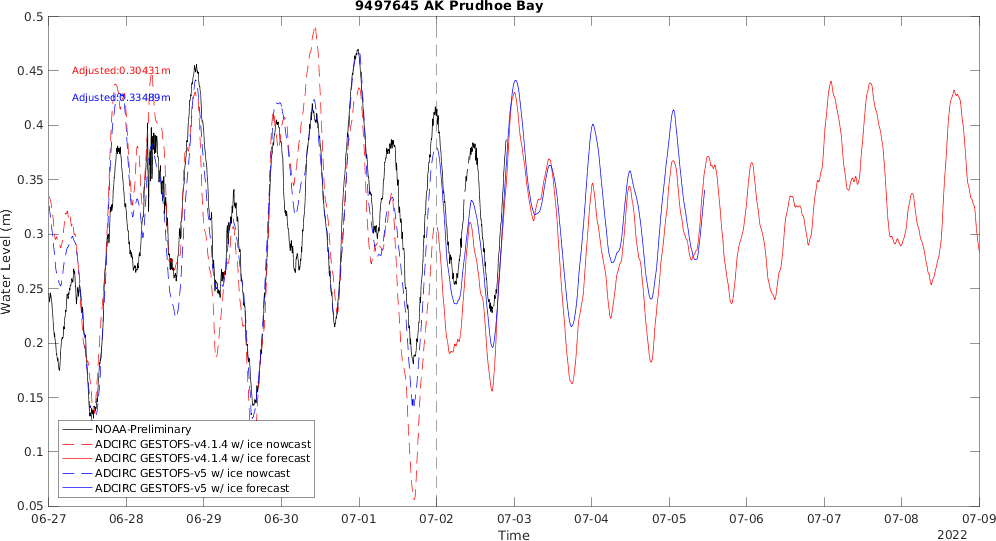 9497645 AK Prudhoe Bay
0.5
0.45
0.4
0.35
0.3
0.25
0.2
0.15
0.1
0.05
Water Level (m)
Adjusted:0.30431m
Adjusted:0.33489m
NOAA-Preliminary
ADCIRC GESTOFS-v4.1.4 w/ ice nowcast
ADCIRC GESTOFS-v4.1.4 w/ ice forecast
ADCIRC GESTOFS-v5 w/ ice nowcast
ADCIRC GESTOFS-v5 w/ ice forecast
06-27 06-28 06-29 06-30 07-01 07-02 07-03 07-04 07-05 07-06 07-07 07-08 07-09
Time
2022